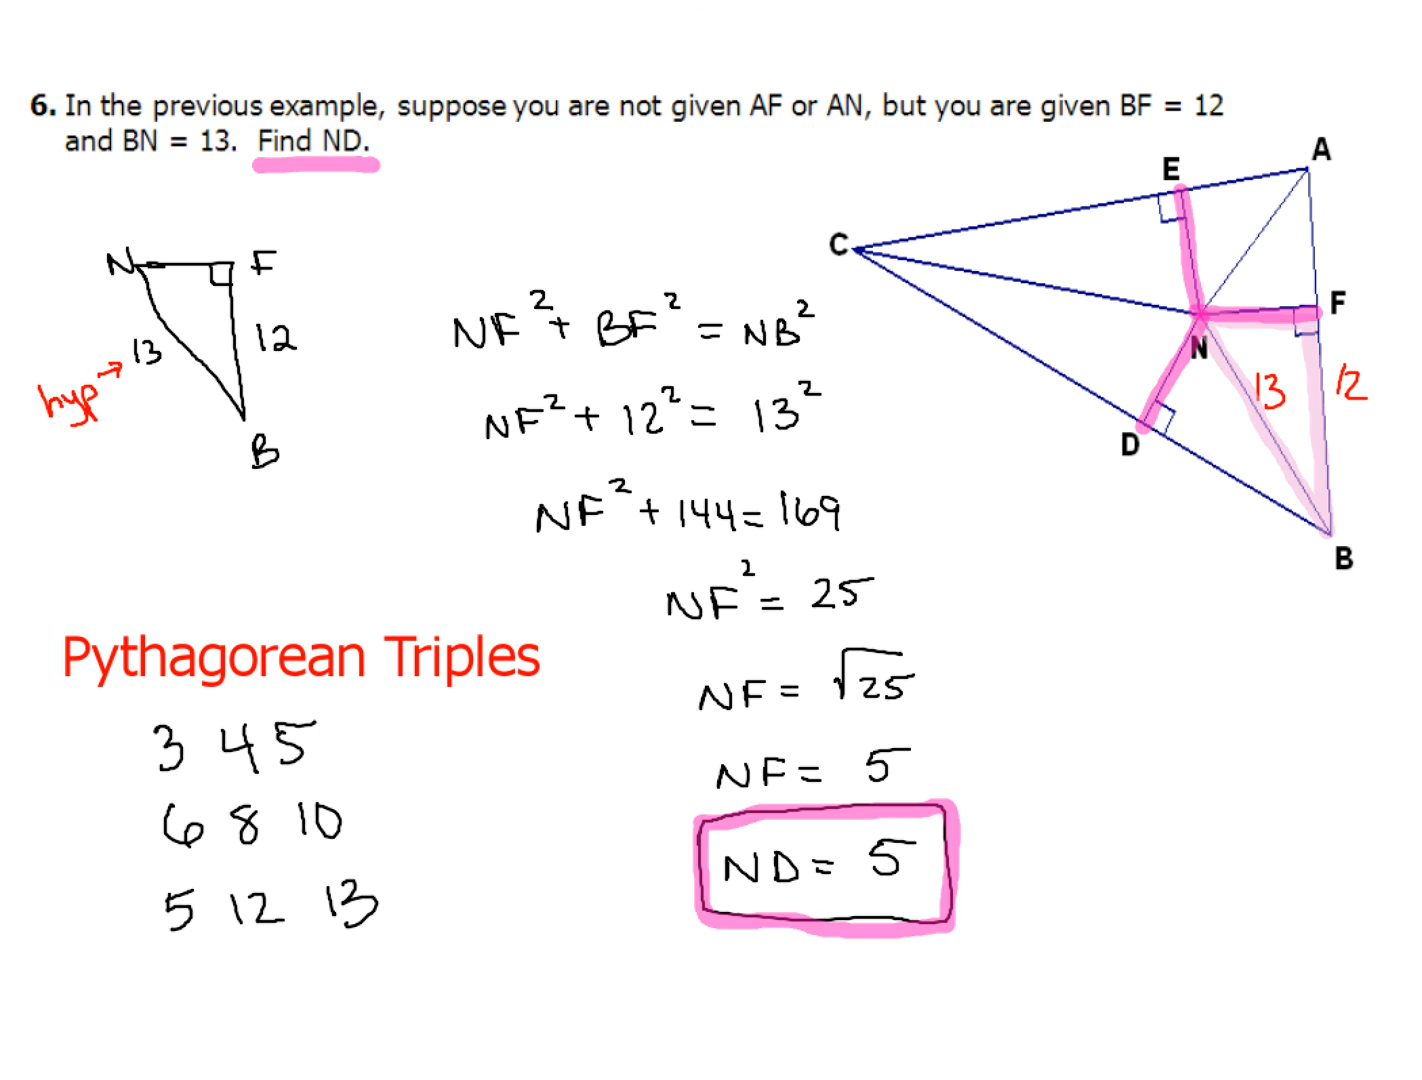 6. In the previous example, suppose you are not given AF or AN, but you are given BF = 12
and BN = 13. Find ND.
A
E
C
F
N
D
B
13
12
N
F
13
12
hyp →
B
NF² + BF² = NB²
NF² + 12² = 13²
NF² + 144 = 169
NF² = 25
NF = √25
NF = 5
ND = 5
Pythagorean Triples
3 4 5
6 8 10
5 12 13